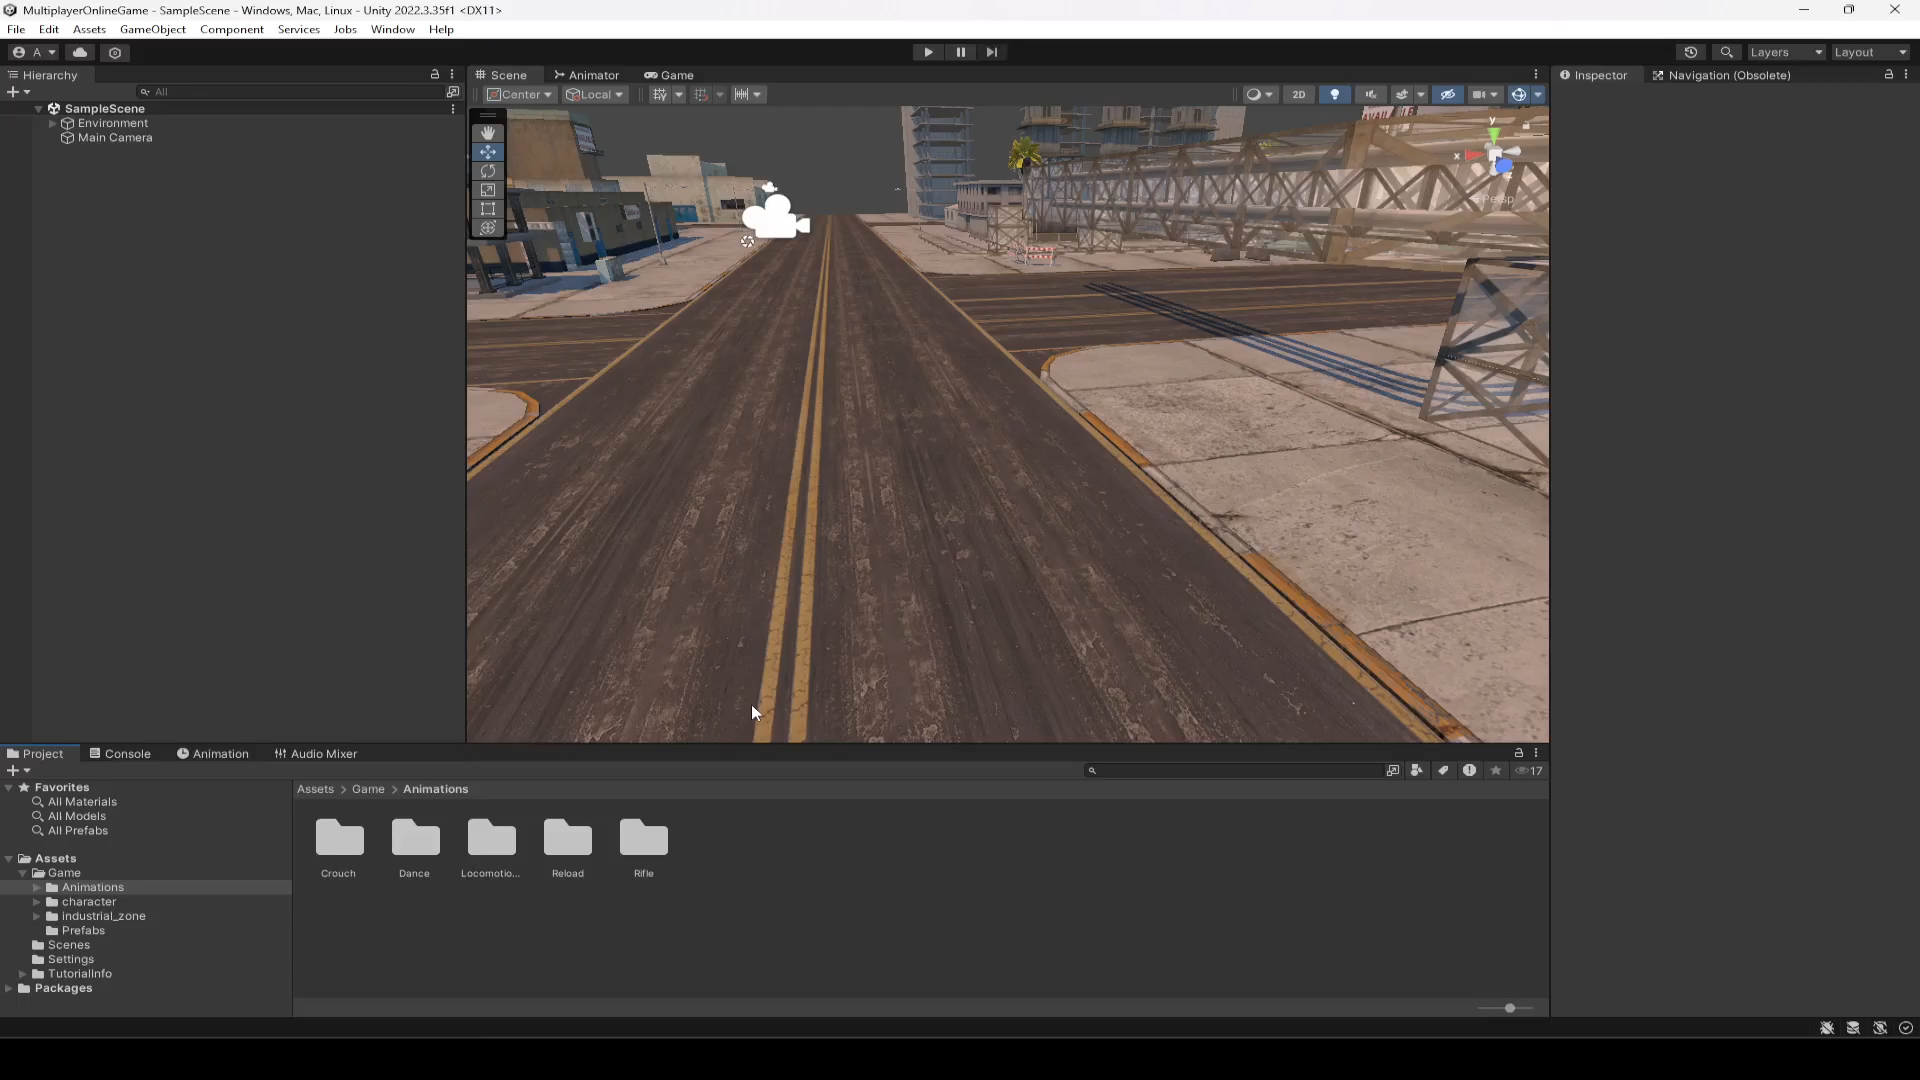 MultiplayerOnlineGame - SampleScene - Windows, Mac, Linux - Unity 2022.3.35f1 <DX11>
File Edit Assets GameObject Component Services Jobs Window Help
A Layers Layout
Hierarchy
All
SampleScene
Environment
Main Camera
Scene Animator Game
Center Local 2D
y
x
Persp
Inspector Navigation (Obsolete)
Project Console Animation Audio Mixer
17
Favorites
All Materials
All Models
All Prefabs
Assets
Game
Animations
character
industrial_zone
Prefabs
Scenes
Settings
TutorialInfo
Packages
Assets > Game > Animations
Crouch Dance Locomotio... Reload Rifle